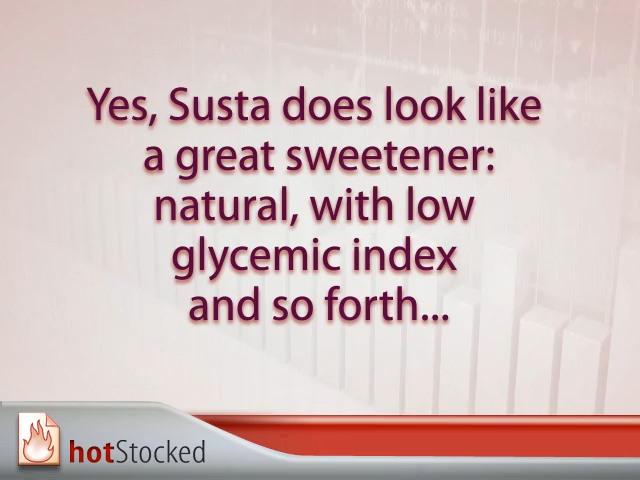 Yes, Susta does look like
a great sweetener:
natural, with low
glycemic index
and so forth...
hotStocked